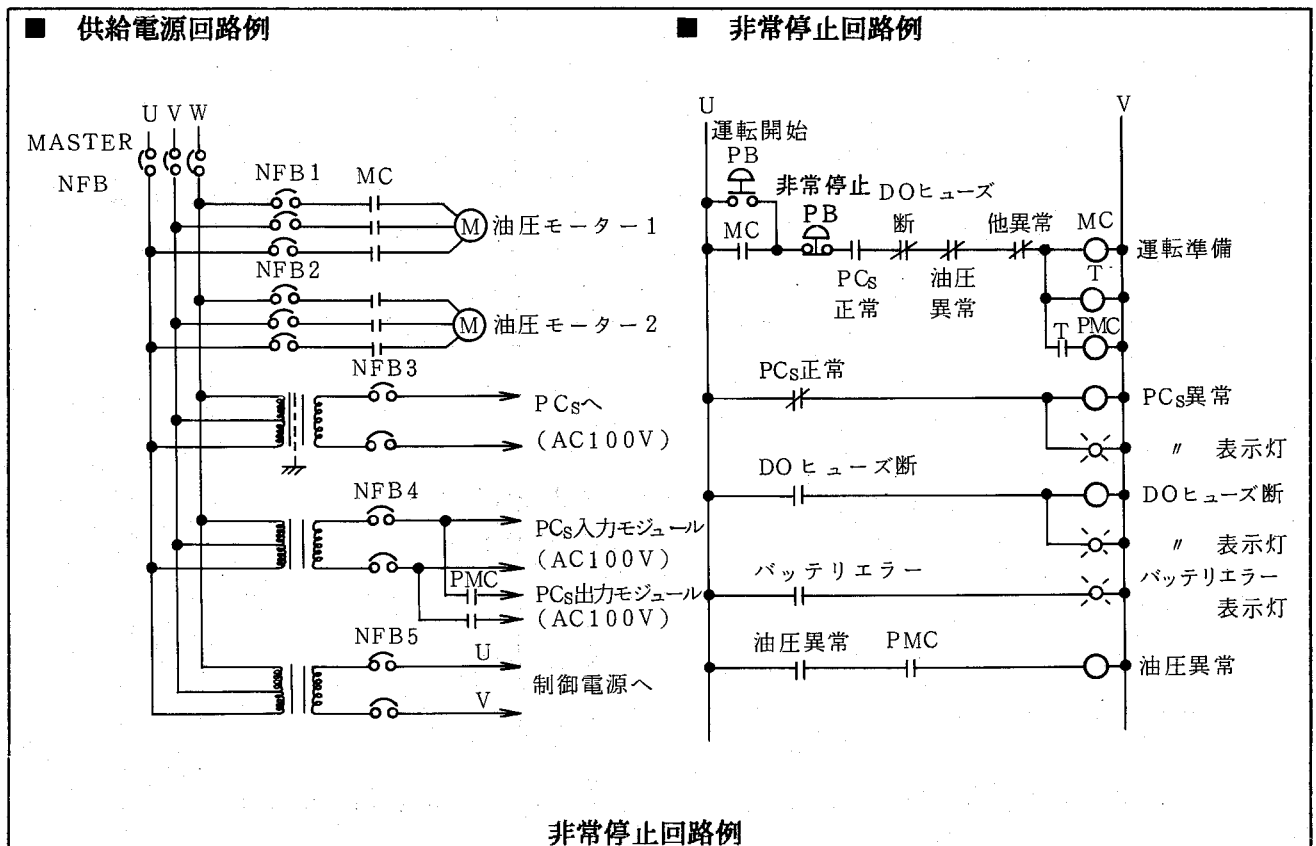 ■ 供給電源回路例
U V W
MASTER
NFB
NFB1
MC
M
油圧モーター1
NFB2
M
油圧モーター2
NFB3
PCsへ
(AC100V)
NFB4
PCs入力モジュール
(AC100V)
PMC
PCs出力モジュール
(AC100V)
NFB5
U
制御電源へ
V
■ 非常停止回路例
U
V
運転開始
PB
非常停止
PB
DOヒューズ
断
他異常
MC
MC
運転準備
PCs
正常
油圧
異常
T
T
PMC
PCs正常
PCs異常
〃 表示灯
DOヒューズ断
DOヒューズ断
〃 表示灯
バッテリエラー
バッテリエラー
表示灯
油圧異常
PMC
油圧異常
非常停止回路例